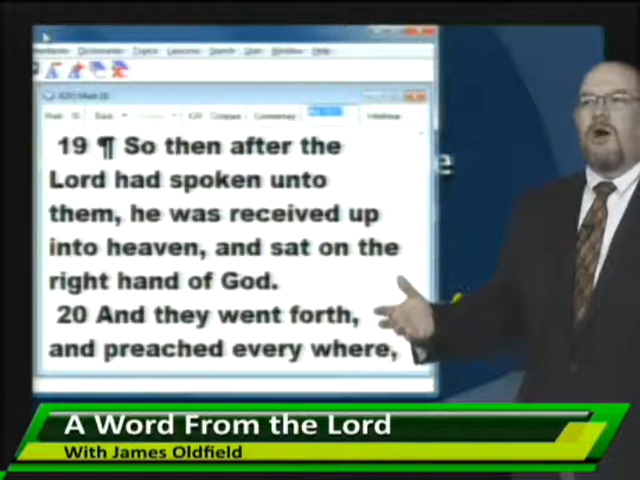 19 ¶ So then after the
Lord had spoken unto
them, he was received up
into heaven, and sat on the
right hand of God.
20 And they went forth,
and preached every where,
e
A Word From the Lord
With James Oldfield